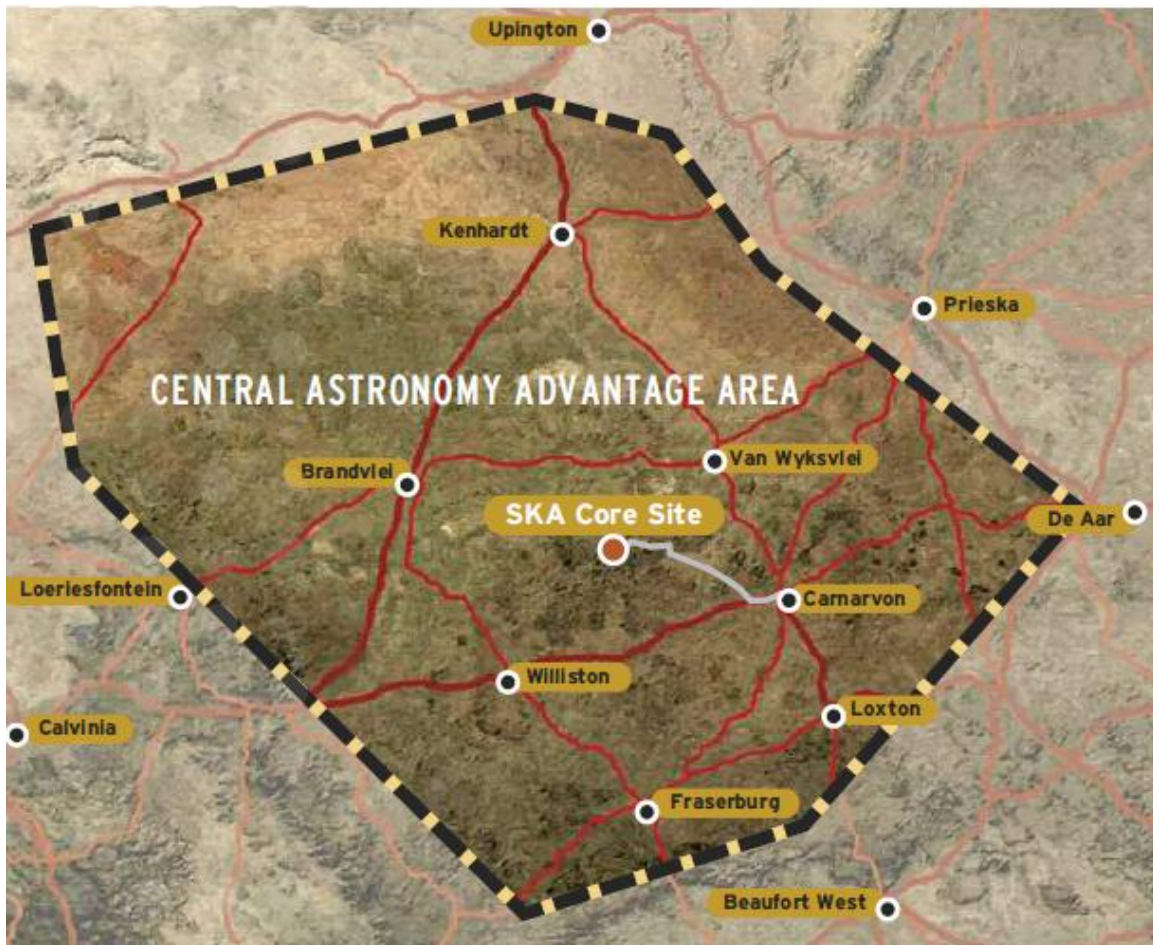 Upington
Kenhardt
Prieska
CENTRAL ASTRONOMY ADVANTAGE AREA
Van Wyksvlei
Brandvlei
SKA Core Site
De Aar
Loeriesfontein
Carnarvon
Williston
Loxton
Calvinia
Fraserburg
Beaufort West